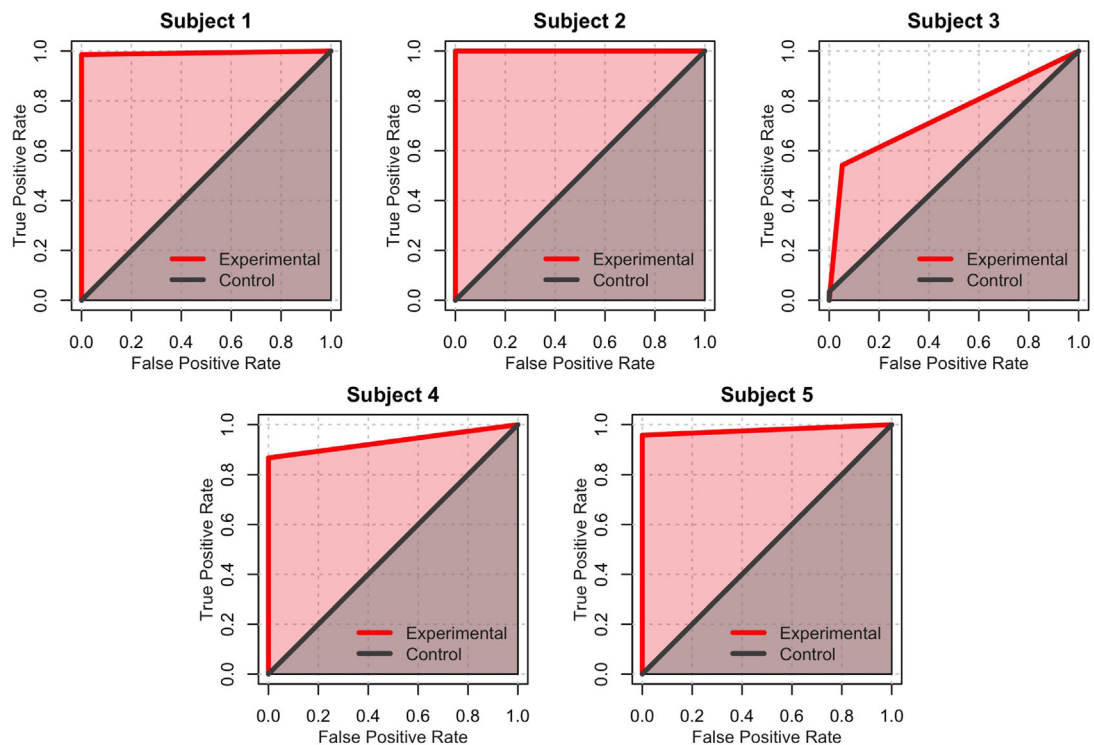 Subject 1
True Positive Rate
0.0 0.2 0.4 0.6 0.8 1.0
Experimental
Control
0.0 0.2 0.4 0.6 0.8 1.0
False Positive Rate
Subject 2
True Positive Rate
0.0 0.2 0.4 0.6 0.8 1.0
Experimental
Control
0.0 0.2 0.4 0.6 0.8 1.0
False Positive Rate
Subject 3
True Positive Rate
0.0 0.2 0.4 0.6 0.8 1.0
Experimental
Control
0.0 0.2 0.4 0.6 0.8 1.0
False Positive Rate
Subject 4
True Positive Rate
0.0 0.2 0.4 0.6 0.8 1.0
Experimental
Control
0.0 0.2 0.4 0.6 0.8 1.0
False Positive Rate
Subject 5
True Positive Rate
0.0 0.2 0.4 0.6 0.8 1.0
Experimental
Control
0.0 0.2 0.4 0.6 0.8 1.0
False Positive Rate